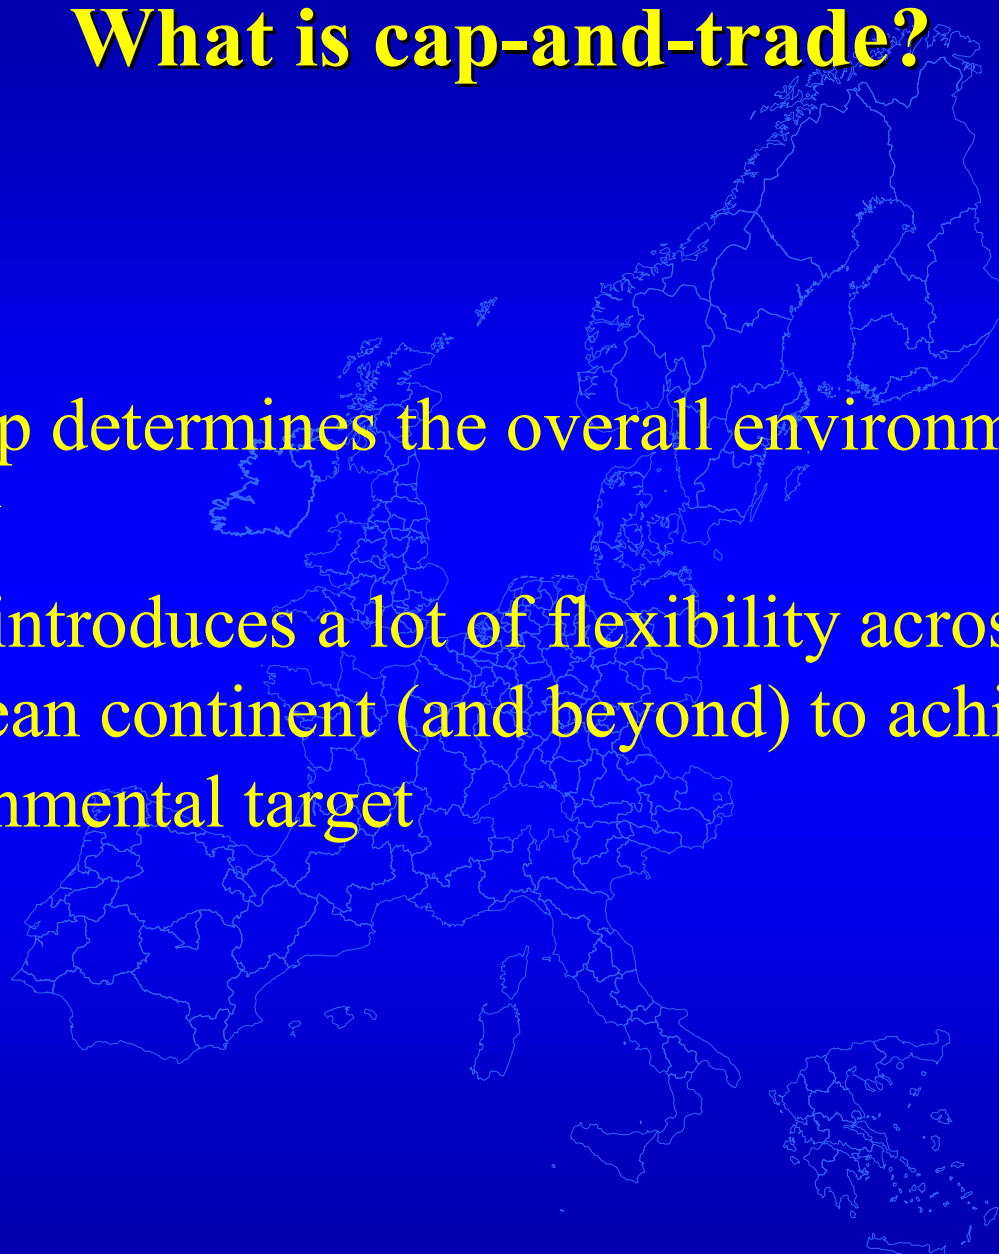 What is cap-and-trade?
p determines the overall environm
introduces a lot of flexibility acros
ean continent (and beyond) to achi
nmental target